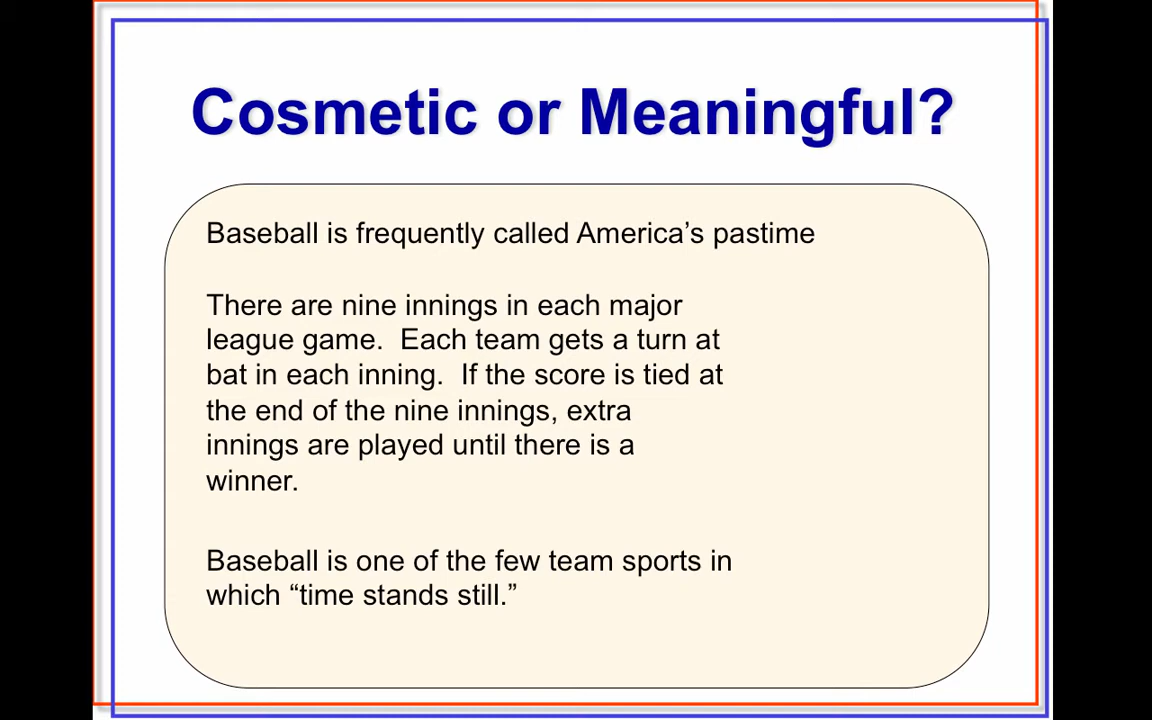 Cosmetic or Meaningful?
Baseball is frequently called America’s pastime
There are nine innings in each major
league game.  Each team gets a turn at
bat in each inning.  If the score is tied at
the end of the nine innings, extra
innings are played until there is a
winner.
Baseball is one of the few team sports in
which “time stands still.”